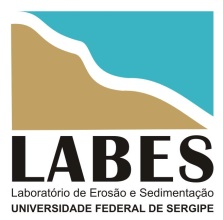 LABES
Laboratório de Erosão e Sedimentação
UNIVERSIDADE FEDERAL DE SERGIPE